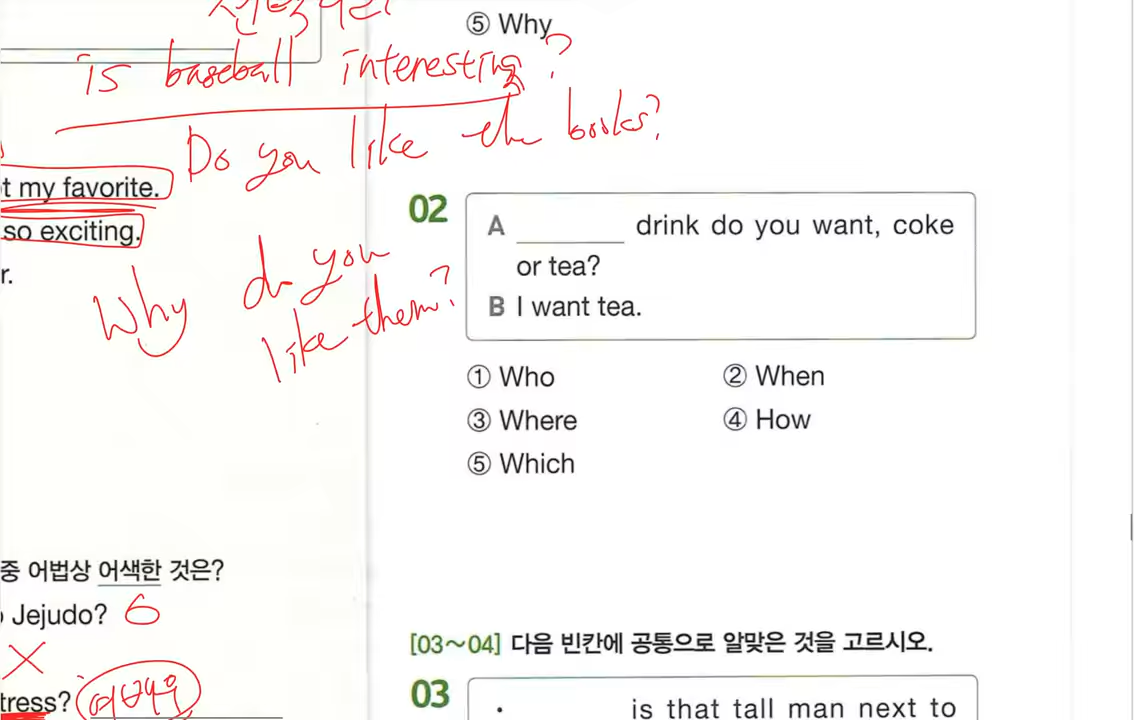 ⑤ Why
is baseball interesting?
Do you like the books?
t my favorite.
so exciting.
r.
Why do you
like them?
중 어법상 어색한 것은?
Jejudo? 6
X
tress?
02
A ________ drink do you want, coke
or tea?
B I want tea.
① Who ② When
③ Where ④ How
⑤ Which
[03~04] 다음 빈칸에 공통으로 알맞은 것을 고르시오.
03
· ________ is that tall man next to